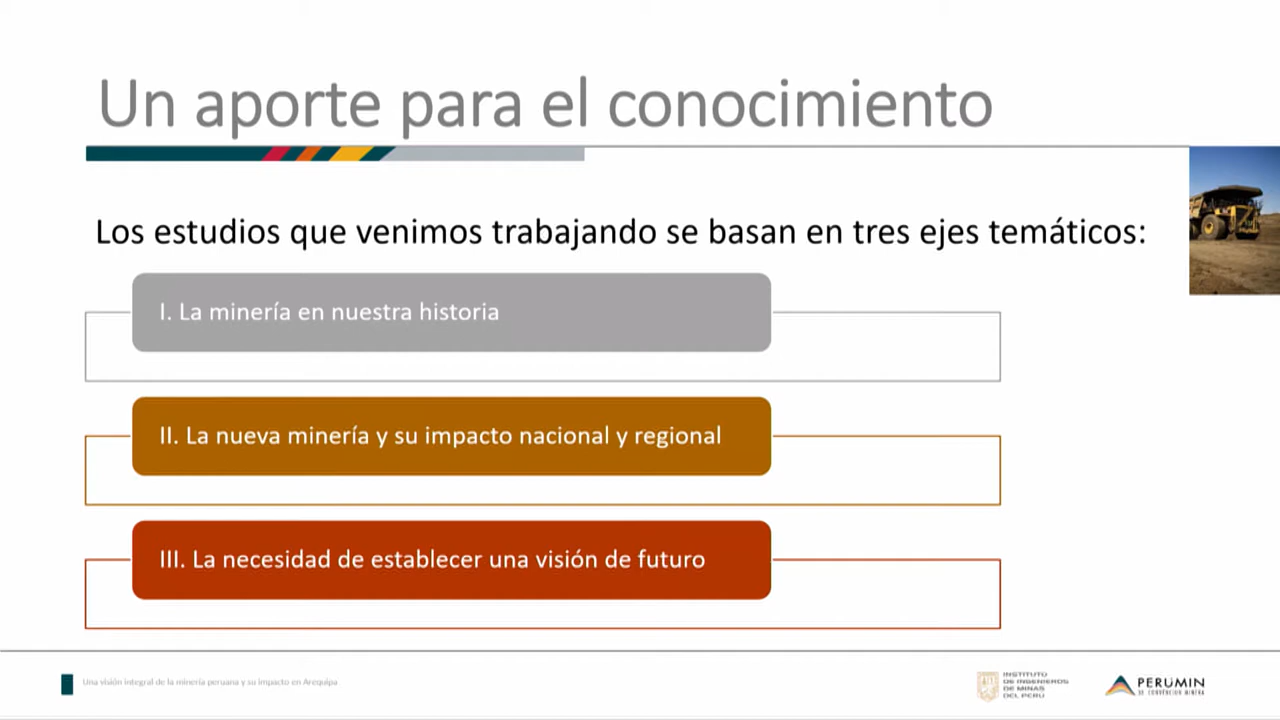 Un aporte para el conocimiento
Los estudios que venimos trabajando se basan en tres ejes temáticos:
I. La minería en nuestra historia
II. La nueva minería y su impacto nacional y regional
III. La necesidad de establecer una visión de futuro
Una visión integral de la minería peruana y su impacto en Arequipa
INSTITUTO
DE INGENIEROS
DE MINAS
DEL PERÚ
PERUMIN
35 CONVENCIÓN MINERA